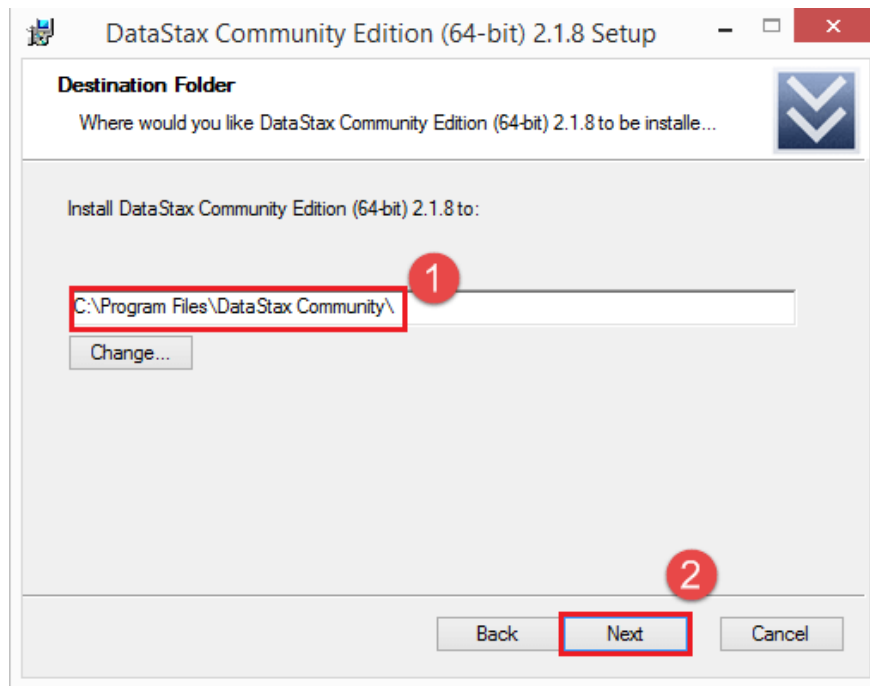 DataStax Community Edition (64-bit) 2.1.8 Setup
Destination Folder
Where would you like DataStax Community Edition (64-bit) 2.1.8 to be installe...
Install DataStax Community Edition (64-bit) 2.1.8 to:
1
C:\Program Files\DataStax Community\
Change...
2
Back Next Cancel